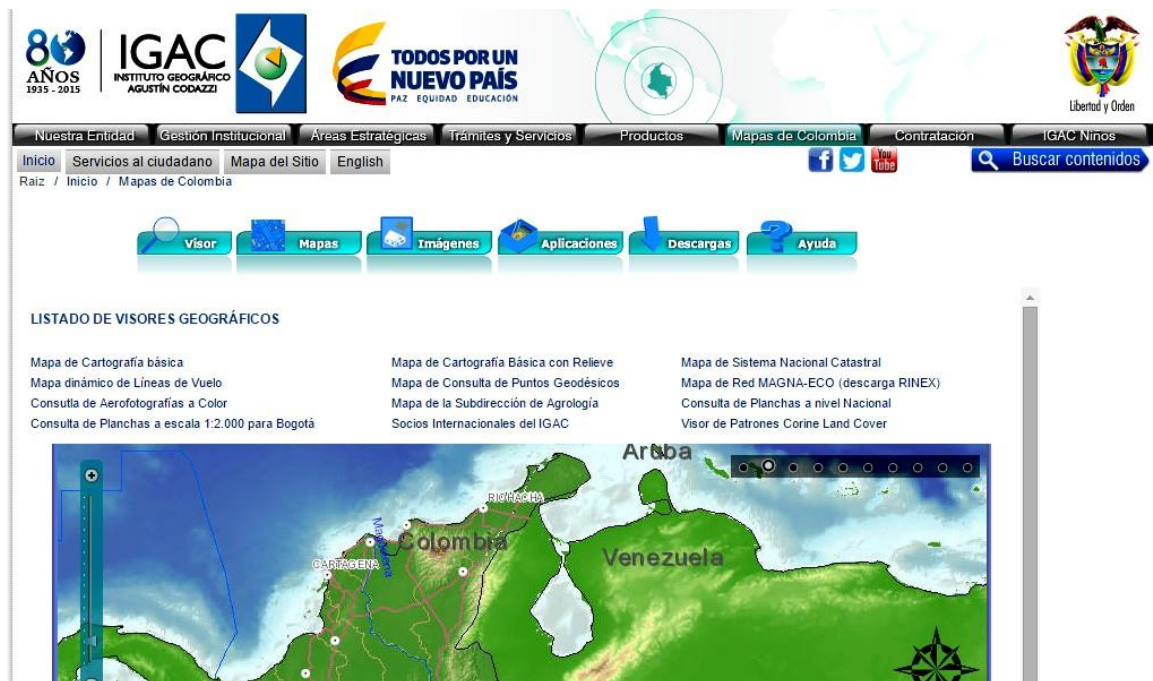 80 AÑOS 1935 - 2015
IGAC
INSTITUTO GEOGRÁFICO
AGUSTÍN CODAZZI
TODOS POR UN
NUEVO PAÍS
PAZ EQUIDAD EDUCACIÓN
Libertad y Orden
Nuestra Entidad Gestión Institucional Áreas Estratégicas Trámites y Servicios Productos Mapas de Colombia Contratación IGAC Niños
Inicio Servicios al ciudadano Mapa del Sitio English f You Tube Buscar contenidos
Raiz / Inicio / Mapas de Colombia
Visor Mapas Imágenes Aplicaciones Descargas Ayuda
LISTADO DE VISORES GEOGRÁFICOS
Mapa de Cartografía básica Mapa de Cartografía Básica con Relieve Mapa de Sistema Nacional Catastral
Mapa dinámico de Líneas de Vuelo Mapa de Consulta de Puntos Geodésicos Mapa de Red MAGNA-ECO (descarga RINEX)
Consutla de Aerofotografías a Color Mapa de la Subdirección de Agrología Consulta de Planchas a nivel Nacional
Consulta de Planchas a escala 1:2.000 para Bogotá Socios Internacionales del IGAC Visor de Patrones Corine Land Cover
Aruba
RIOHACHA
Magdalena
Colombia
Venezuela
CARTAGENA